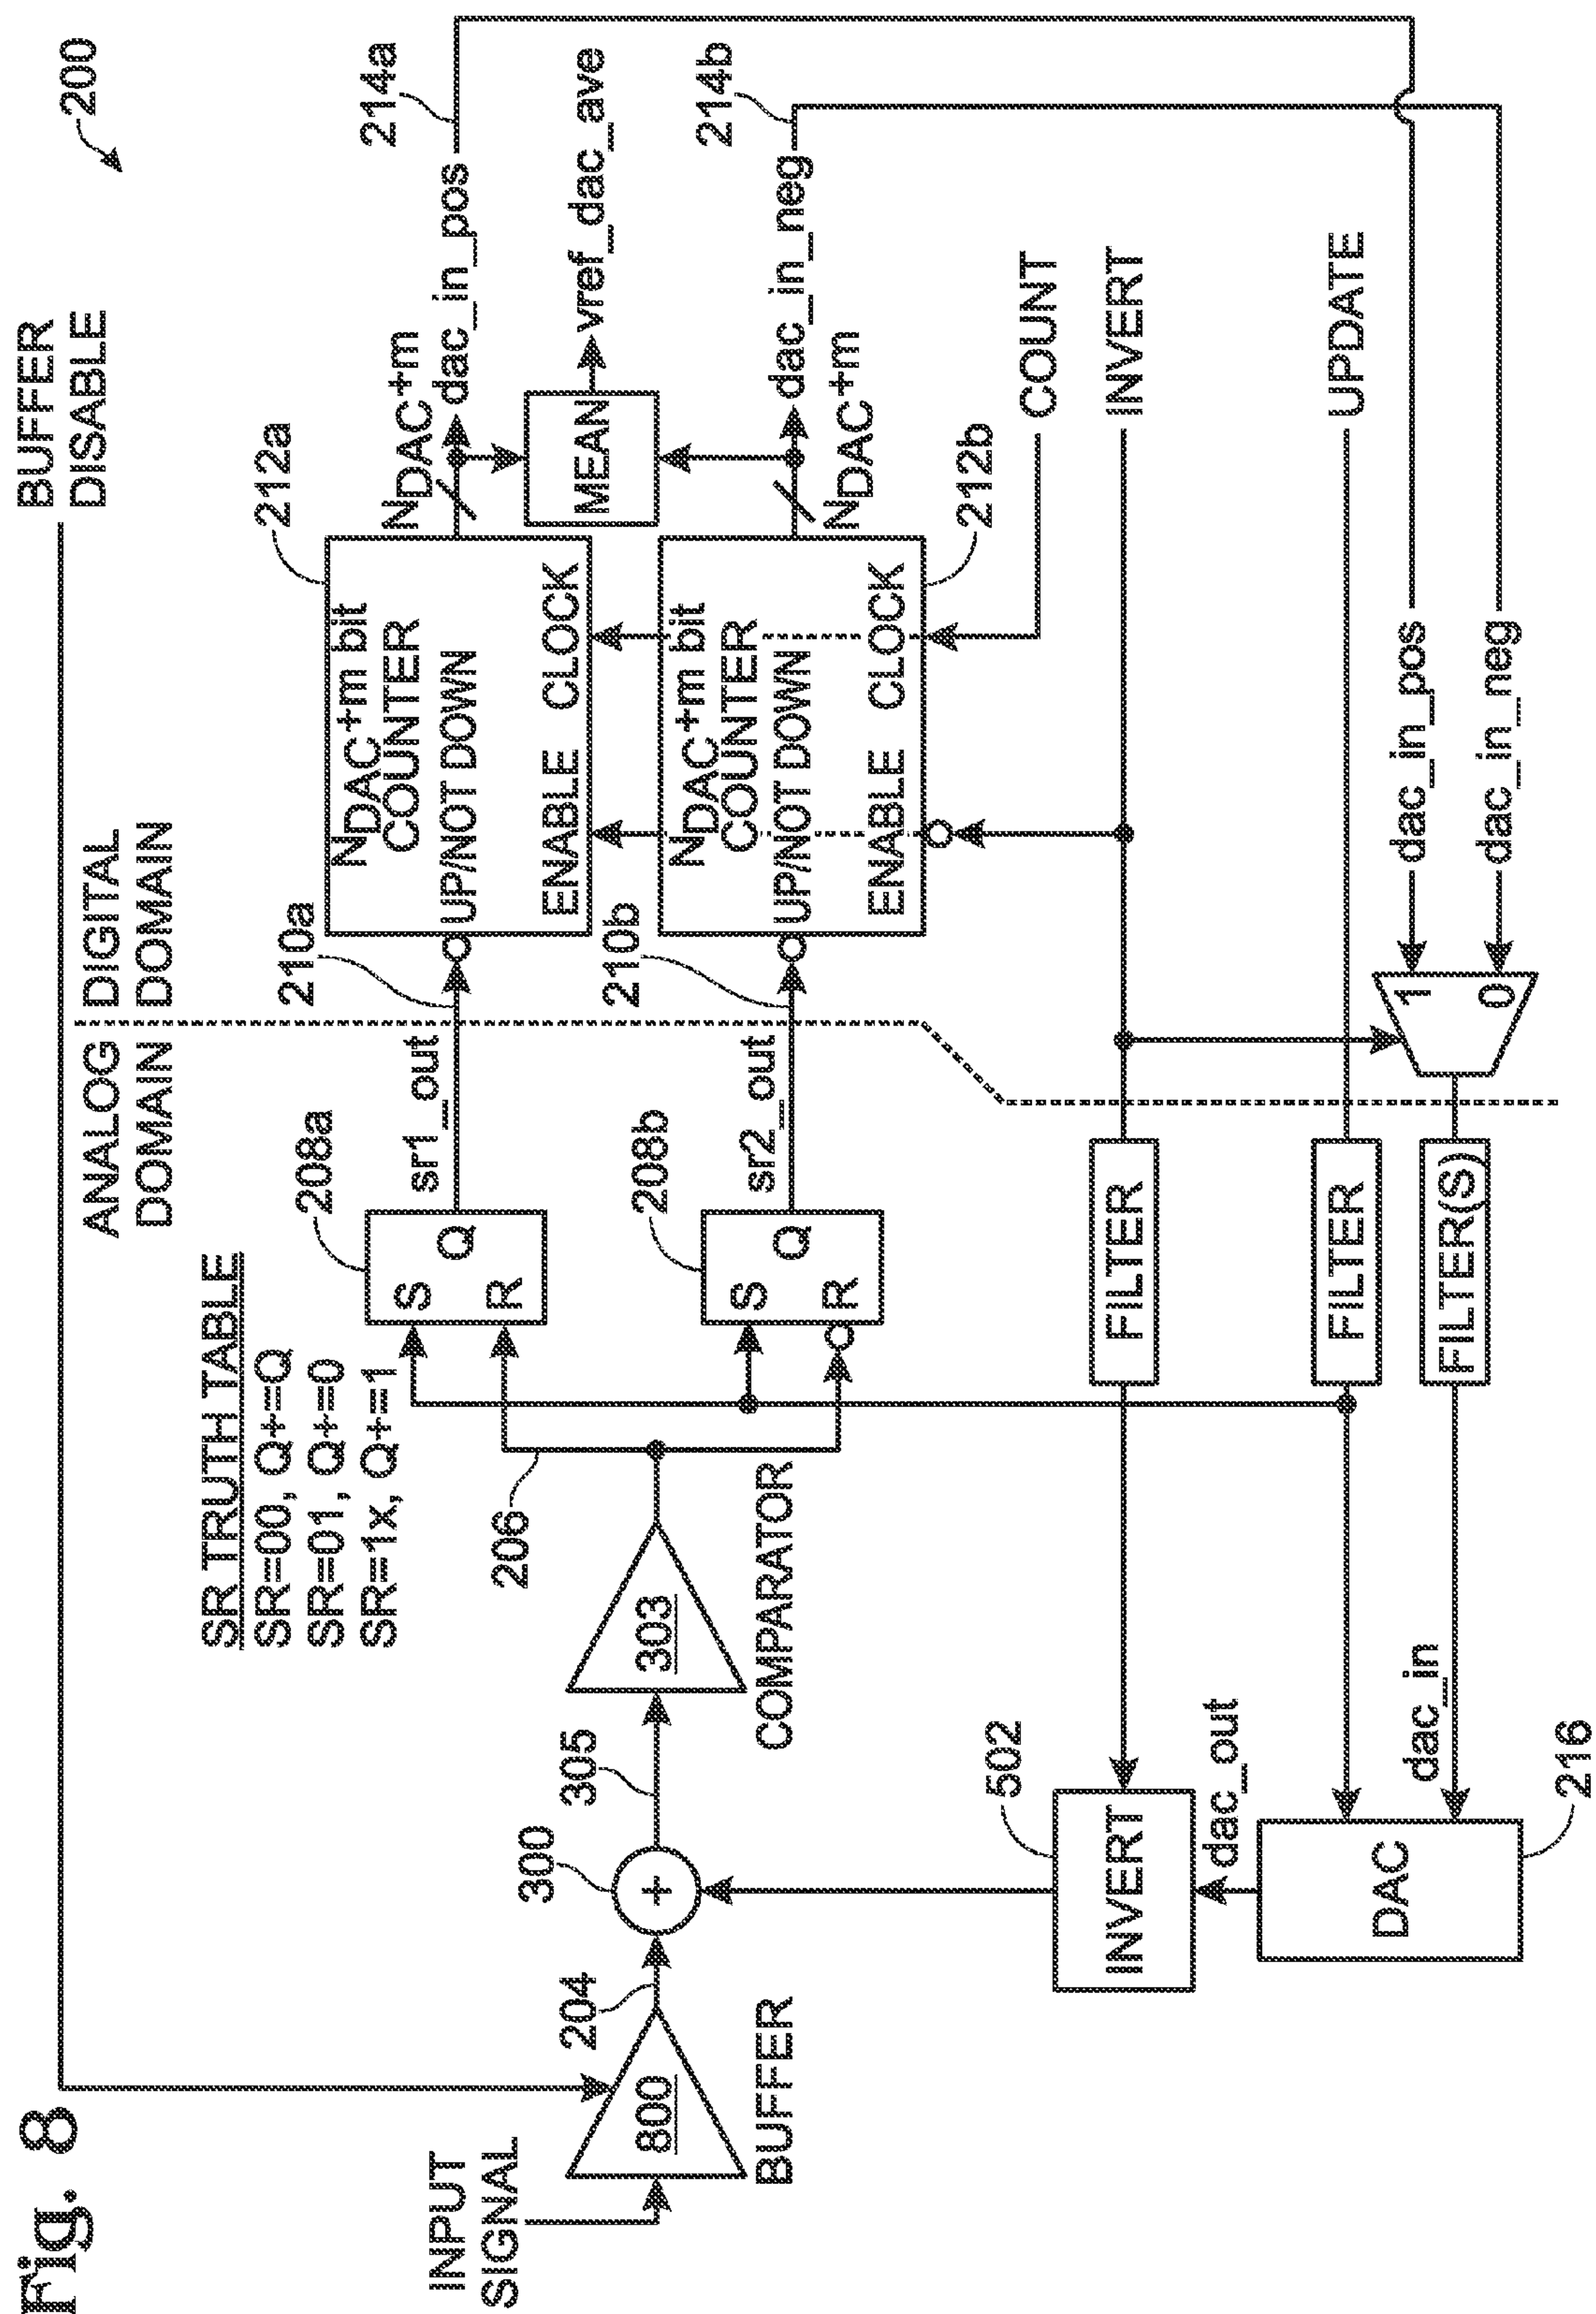 Fig. 8
200
BUFFER
DISABLE
ANALOG
DOMAIN
DIGITAL
DOMAIN
SR TRUTH TABLE
SR=00, Q+=Q
SR=01, Q+=0
SR=1x, Q+=1
INPUT
SIGNAL
800
BUFFER
204
300
+
305
303
COMPARATOR
206
208a
S
Q
R
sr1_out
210a
NDAC+m bit
COUNTER
UP/NOT DOWN
ENABLE CLOCK
212a
NDAC+m
dac_in_pos
214a
MEAN
vref_dac_ave
208b
S
Q
R
sr2_out
210b
NDAC+m bit
COUNTER
UP/NOT DOWN
ENABLE CLOCK
212b
NDAC+m
dac_in_neg
214b
COUNT
INVERT
UPDATE
502
INVERT
FILTER
dac_out
DAC
216
FILTER
dac_in
FILTER(S)
1
0
dac_in_pos
dac_in_neg